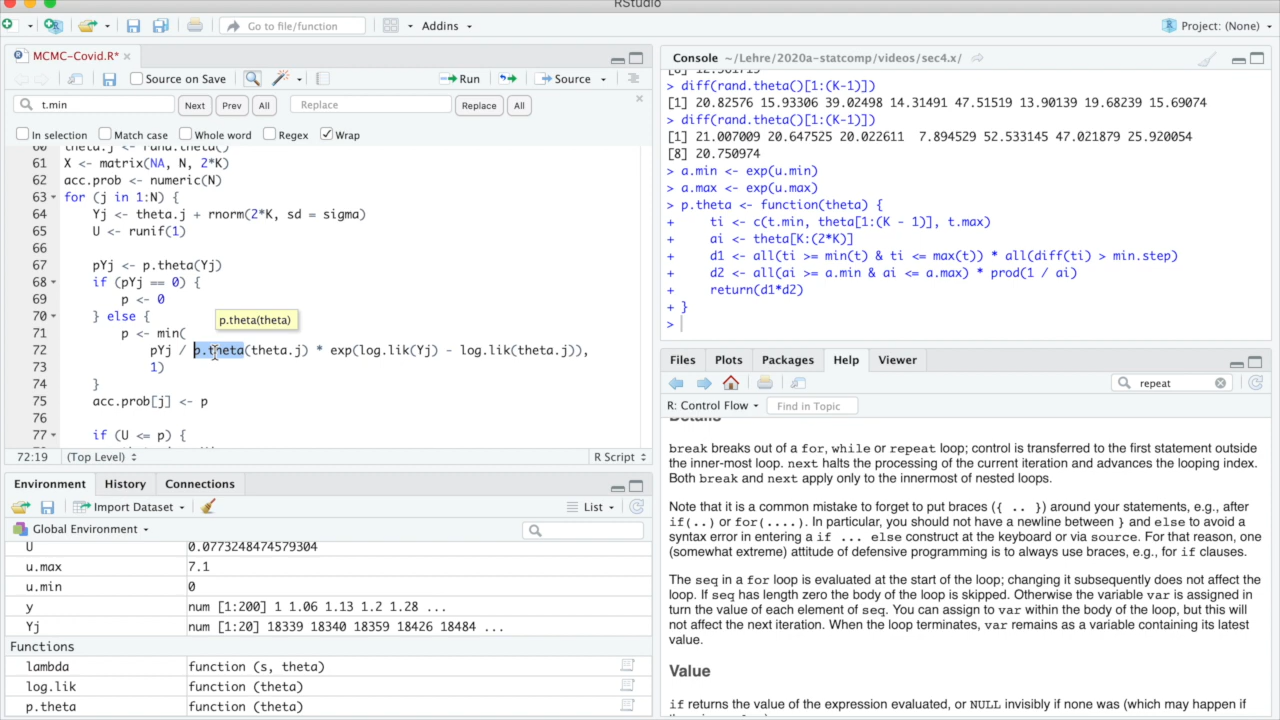 RStudio
Go to file/function
Addins
Project: (None)
MCMC-Covid.R*
Source on Save
Run
Source
t.min
Next
Prev
All
Replace
Replace
All
In selection
Match case
Whole word
Regex
Wrap
60 theta.j <- rand.theta()
61 X <- matrix(NA, N, 2*K)
62 acc.prob <- numeric(N)
63 for (j in 1:N) {
64 Yj <- theta.j + rnorm(2*K, sd = sigma)
65 U <- runif(1)
66
67 pYj <- p.theta(Yj)
68 if (pYj == 0) {
69 p <- 0
70 } else {
p.theta(theta)
71 p <- min(
72 pYj / p.theta(theta.j) * exp(log.lik(Yj) - log.lik(theta.j)),
73 1)
74 }
75 acc.prob[j] <- p
76
77 if (U <= p) {
72:19
(Top Level)
R Script
Environment
History
Connections
Import Dataset
List
Global Environment
U 0.0773248474579304
u.max 7.1
u.min 0
y num [1:200] 1 1.06 1.13 1.2 1.28 ...
Yj num [1:20] 18339 18340 18359 18426 18484 ...
Functions
lambda function (s, theta)
log.lik function (theta)
p.theta function (theta)
Console ~/Lehre/2020a-statcomp/videos/sec4.x/
[8] 12.501719
> diff(rand.theta()[1:(K-1)])
[1] 20.82576 15.93306 39.02498 14.31491 47.51519 13.90139 19.68239 15.69074
> diff(rand.theta()[1:(K-1)])
[1] 21.007009 20.647525 20.022611 7.894529 52.533145 47.021879 25.920054
[8] 20.750974
> a.min <- exp(u.min)
> a.max <- exp(u.max)
> p.theta <- function(theta) {
+ ti <- c(t.min, theta[1:(K - 1)], t.max)
+ ai <- theta[K:(2*K)]
+ d1 <- all(ti >= min(t) & ti <= max(t)) * all(diff(ti) > min.step)
+ d2 <- all(ai >= a.min & ai <= a.max) * prod(1 / ai)
+ return(d1*d2)
+ }
>
Files
Plots
Packages
Help
Viewer
repeat
R: Control Flow
Find in Topic
Details
break breaks out of a for, while or repeat loop; control is transferred to the first statement outside
the inner-most loop. next halts the processing of the current iteration and advances the looping index.
Both break and next apply only to the innermost of nested loops.
Note that it is a common mistake to forget to put braces ({ .. }) around your statements, e.g., after
if(..) or for(....). In particular, you should not have a newline between } and else to avoid a
syntax error in entering a if ... else construct at the keyboard or via source. For that reason, one
(somewhat extreme) attitude of defensive programming is to always use braces, e.g., for if clauses.
The seq in a for loop is evaluated at the start of the loop; changing it subsequently does not affect the
loop. If seq has length zero the body of the loop is skipped. Otherwise the variable var is assigned in
turn the value of each element of seq. You can assign to var within the body of the loop, but this will
not affect the next iteration. When the loop terminates, var remains as a variable containing its latest
value.
Value
if returns the value of the expression evaluated, or NULL invisibly if none was (which may happen if